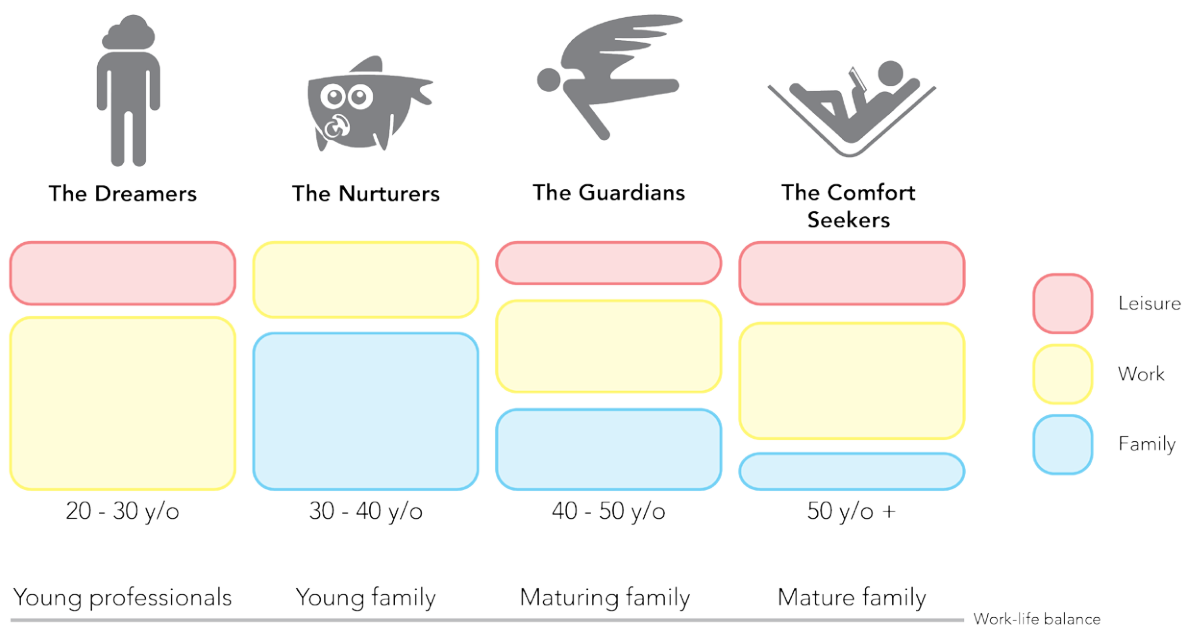 The Dreamers
The Nurturers
The Guardians
The Comfort
Seekers
Leisure
Work
Family
20 - 30 y/o
30 - 40 y/o
40 - 50 y/o
50 y/o +
Young professionals
Young family
Maturing family
Mature family
Work-life balance